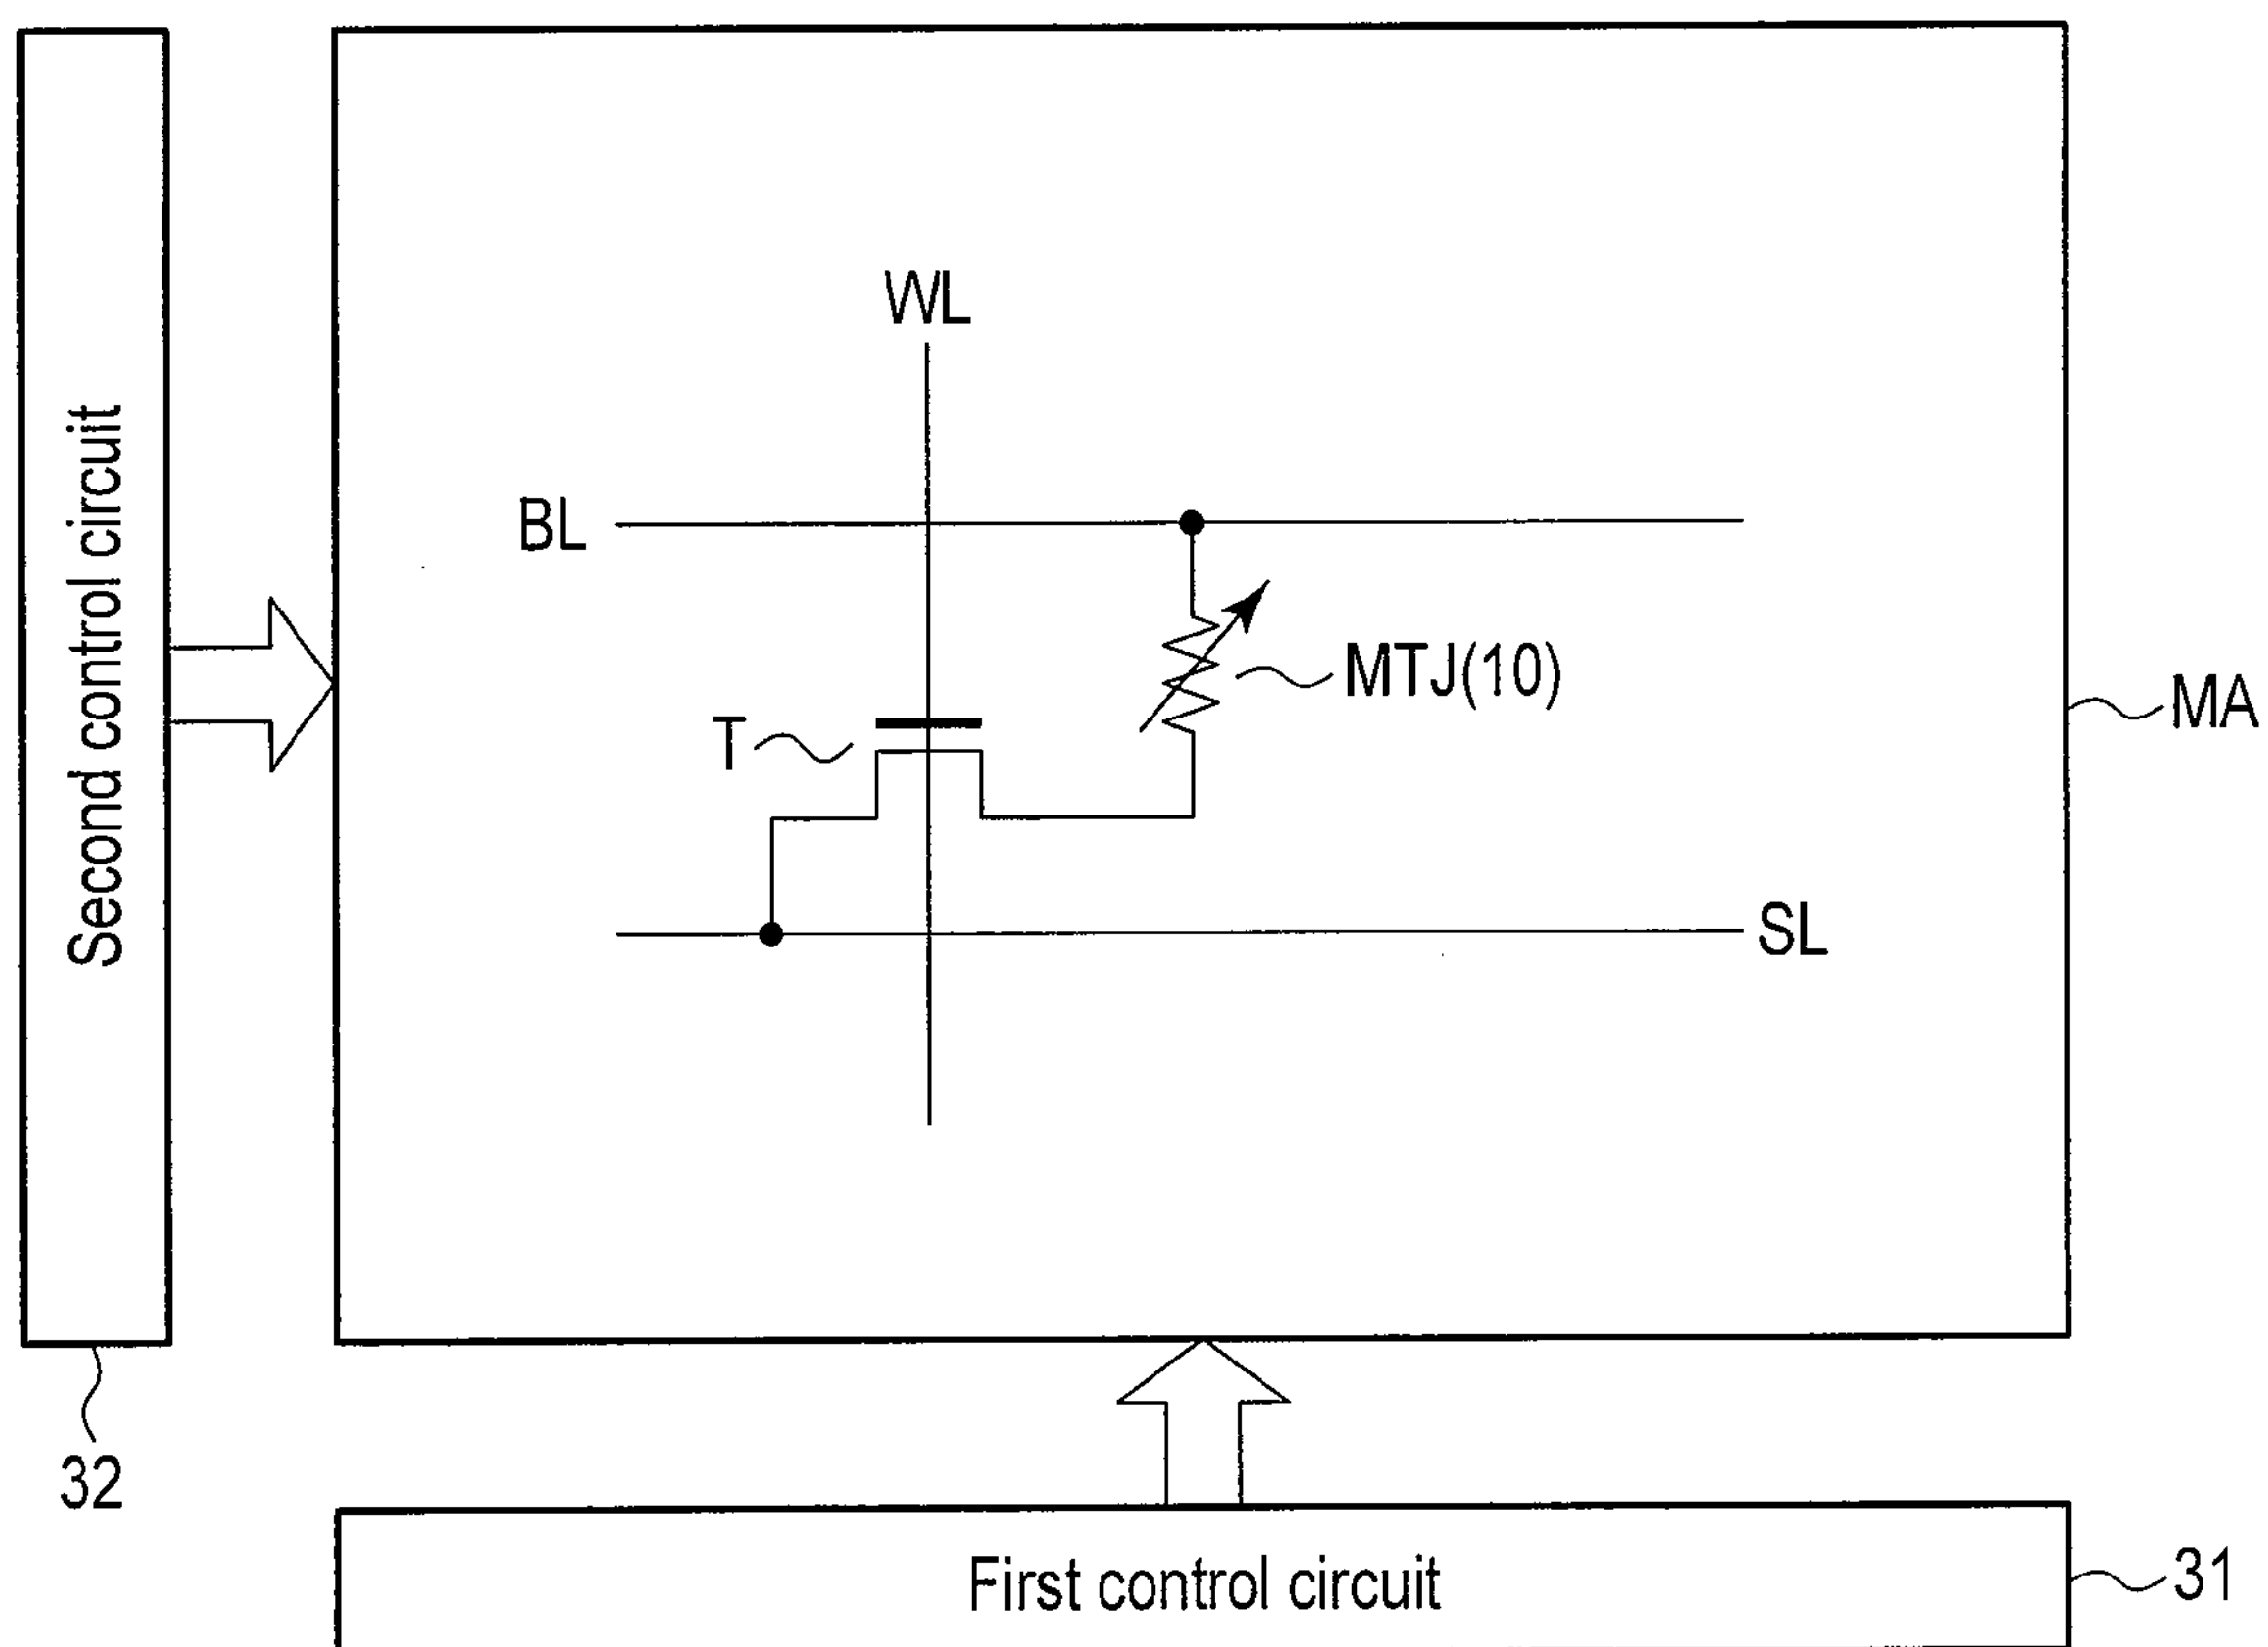 Second control circuit
WL
BL
MTJ(10)
MA
T
SL
32
First control circuit
31